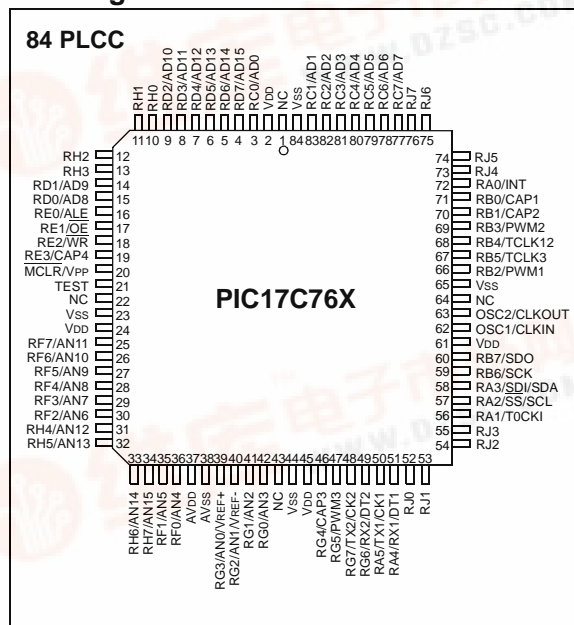 84 PLCC
RH1
RH0
RD2/AD10
RD3/AD11
RD4/AD12
RD5/AD13
RD6/AD14
RD7/AD15
RC0/AD0
VDD
NC
VSS
RC1/AD1
RC2/AD2
RC3/AD3
RC4/AD4
RC5/AD5
RC6/AD6
RC7/AD7
RJ7
RJ6
11 10 9 8 7 6 5 4 3 2 1 84 83 82 81 80 79 78 77 76 75
RH2 12
RH3 13
RD1/AD9 14
RD0/AD8 15
RE0/ALE 16
RE1/OE 17
RE2/WR 18
RE3/CAP4 19
MCLR/VPP 20
TEST 21
NC 22
VSS 23
VDD 24
RF7/AN11 25
RF6/AN10 26
RF5/AN9 27
RF4/AN8 28
RF3/AN7 29
RF2/AN6 30
RH4/AN12 31
RH5/AN13 32
PIC17C76X
74 RJ5
73 RJ4
72 RA0/INT
71 RB0/CAP1
70 RB1/CAP2
69 RB3/PWM2
68 RB4/TCLK12
67 RB5/TCLK3
66 RB2/PWM1
65 VSS
64 NC
63 OSC2/CLKOUT
62 OSC1/CLKIN
61 VDD
60 RB7/SDO
59 RB6/SCK
58 RA3/SDI/SDA
57 RA2/SS/SCL
56 RA1/T0CKI
55 RJ3
54 RJ2
33 34 35 36 37 38 39 40 41 42 43 44 45 46 47 48 49 50 51 52 53
RH6/AN14
RH7/AN15
RF1/AN5
RF0/AN4
AVDD
AVSS
RG3/AN0/VREF+
RG2/AN1/VREF-
RG1/AN2
RG0/AN3
NC
VSS
VDD
RG4/CAP3
RG5/PWM3
RG7/TX2/CK2
RG6/RX2/DT2
RA5/TX1/CK1
RA4/RX1/DT1
RJ0
RJ1